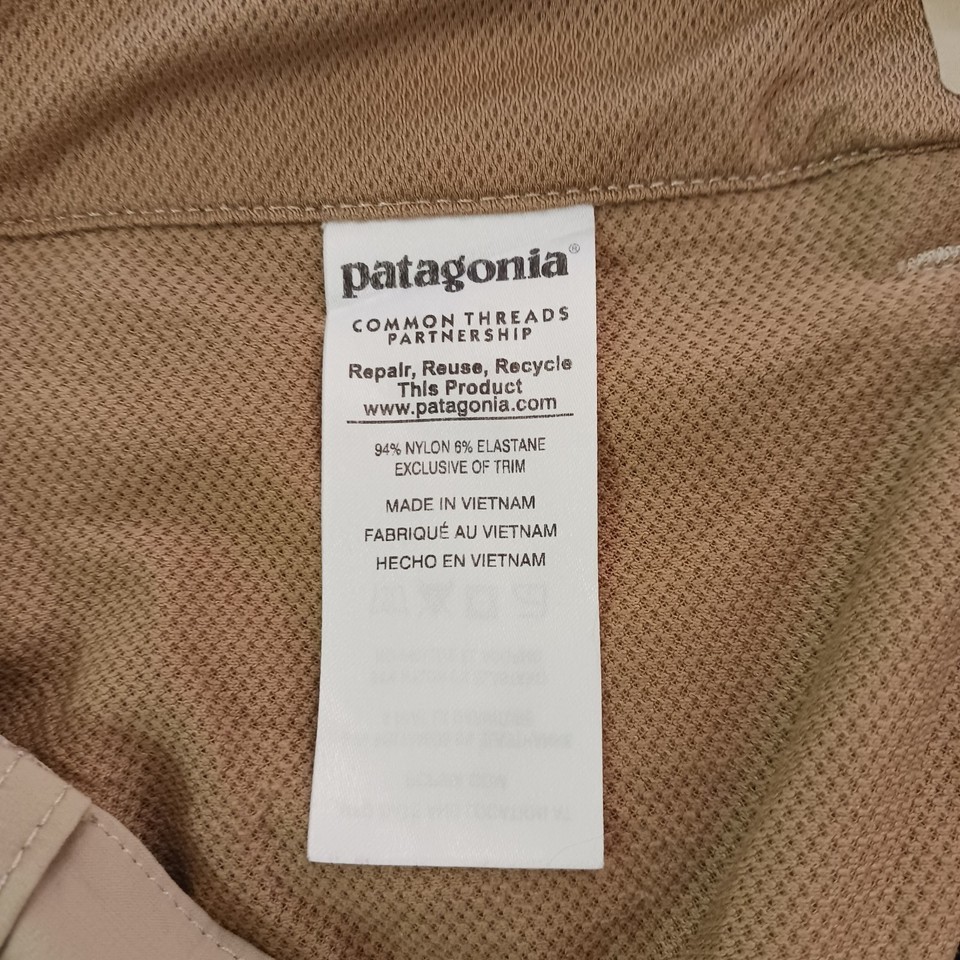 patagonia®
COMMON THREADS
PARTNERSHIP
Repair, Reuse, Recycle
This Product
www.patagonia.com
94% NYLON 6% ELASTANE
EXCLUSIVE OF TRIM
MADE IN VIETNAM
FABRIQUÉ AU VIETNAM
HECHO EN VIETNAM